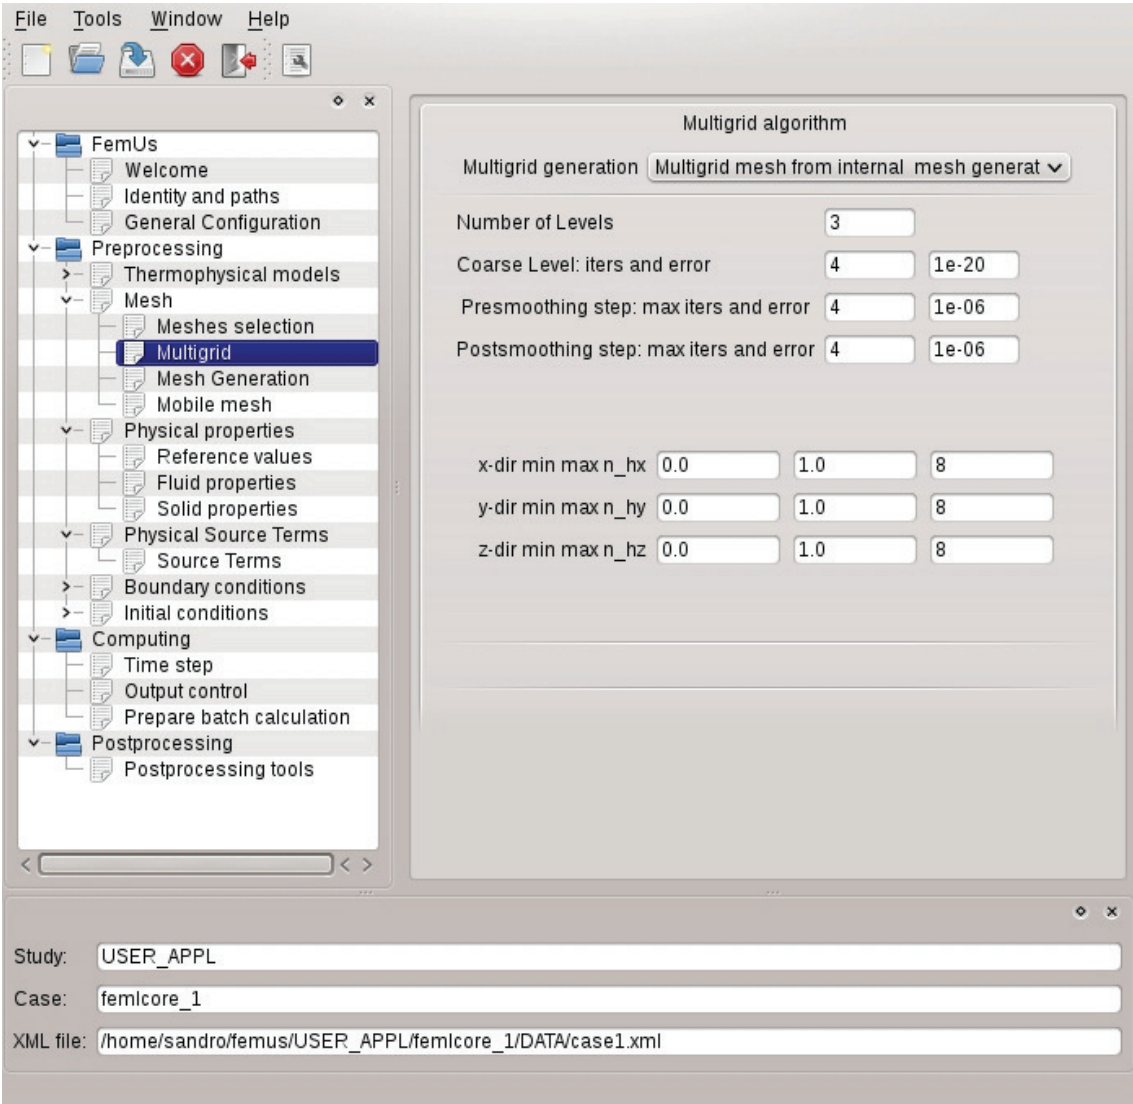 File Tools Window Help
FemUs
Welcome
Identity and paths
General Configuration
Preprocessing
Thermophysical models
Mesh
Meshes selection
Multigrid
Mesh Generation
Mobile mesh
Physical properties
Reference values
Fluid properties
Solid properties
Physical Source Terms
Source Terms
Boundary conditions
Initial conditions
Computing
Time step
Output control
Prepare batch calculation
Postprocessing
Postprocessing tools
Multigrid algorithm
Multigrid generation Multigrid mesh from internal mesh generat
Number of Levels 3
Coarse Level: iters and error 4 1e-20
Presmoothing step: max iters and error 4 1e-06
Postsmoothing step: max iters and error 4 1e-06
x-dir min max n_hx 0.0 1.0 8
y-dir min max n_hy 0.0 1.0 8
z-dir min max n_hz 0.0 1.0 8
Study: USER_APPL
Case: femlcore_1
XML file: /home/sandro/femus/USER_APPL/femlcore_1/DATA/case1.xml